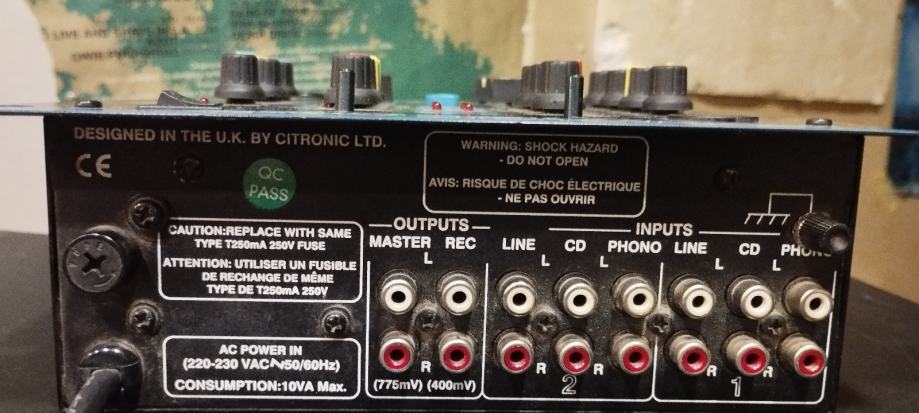 DESIGNED IN THE U.K. BY CITRONIC LTD.
CE
QC
PASS
WARNING: SHOCK HAZARD
- DO NOT OPEN
AVIS: RISQUE DE CHOC ÉLECTRIQUE
- NE PAS OUVRIR
CAUTION:REPLACE WITH SAME
TYPE T250mA 250V FUSE
ATTENTION: UTILISER UN FUSIBLE
DE RECHANGE DE MÊME
TYPE DE T250mA 250V
AC POWER IN
(220-230 VAC∿50/60Hz)
CONSUMPTION:10VA Max.
OUTPUTS
MASTER REC
L
R
(775mV) (400mV)
INPUTS
LINE CD PHONO LINE CD PHONO
L L L L
R R R R
2 1